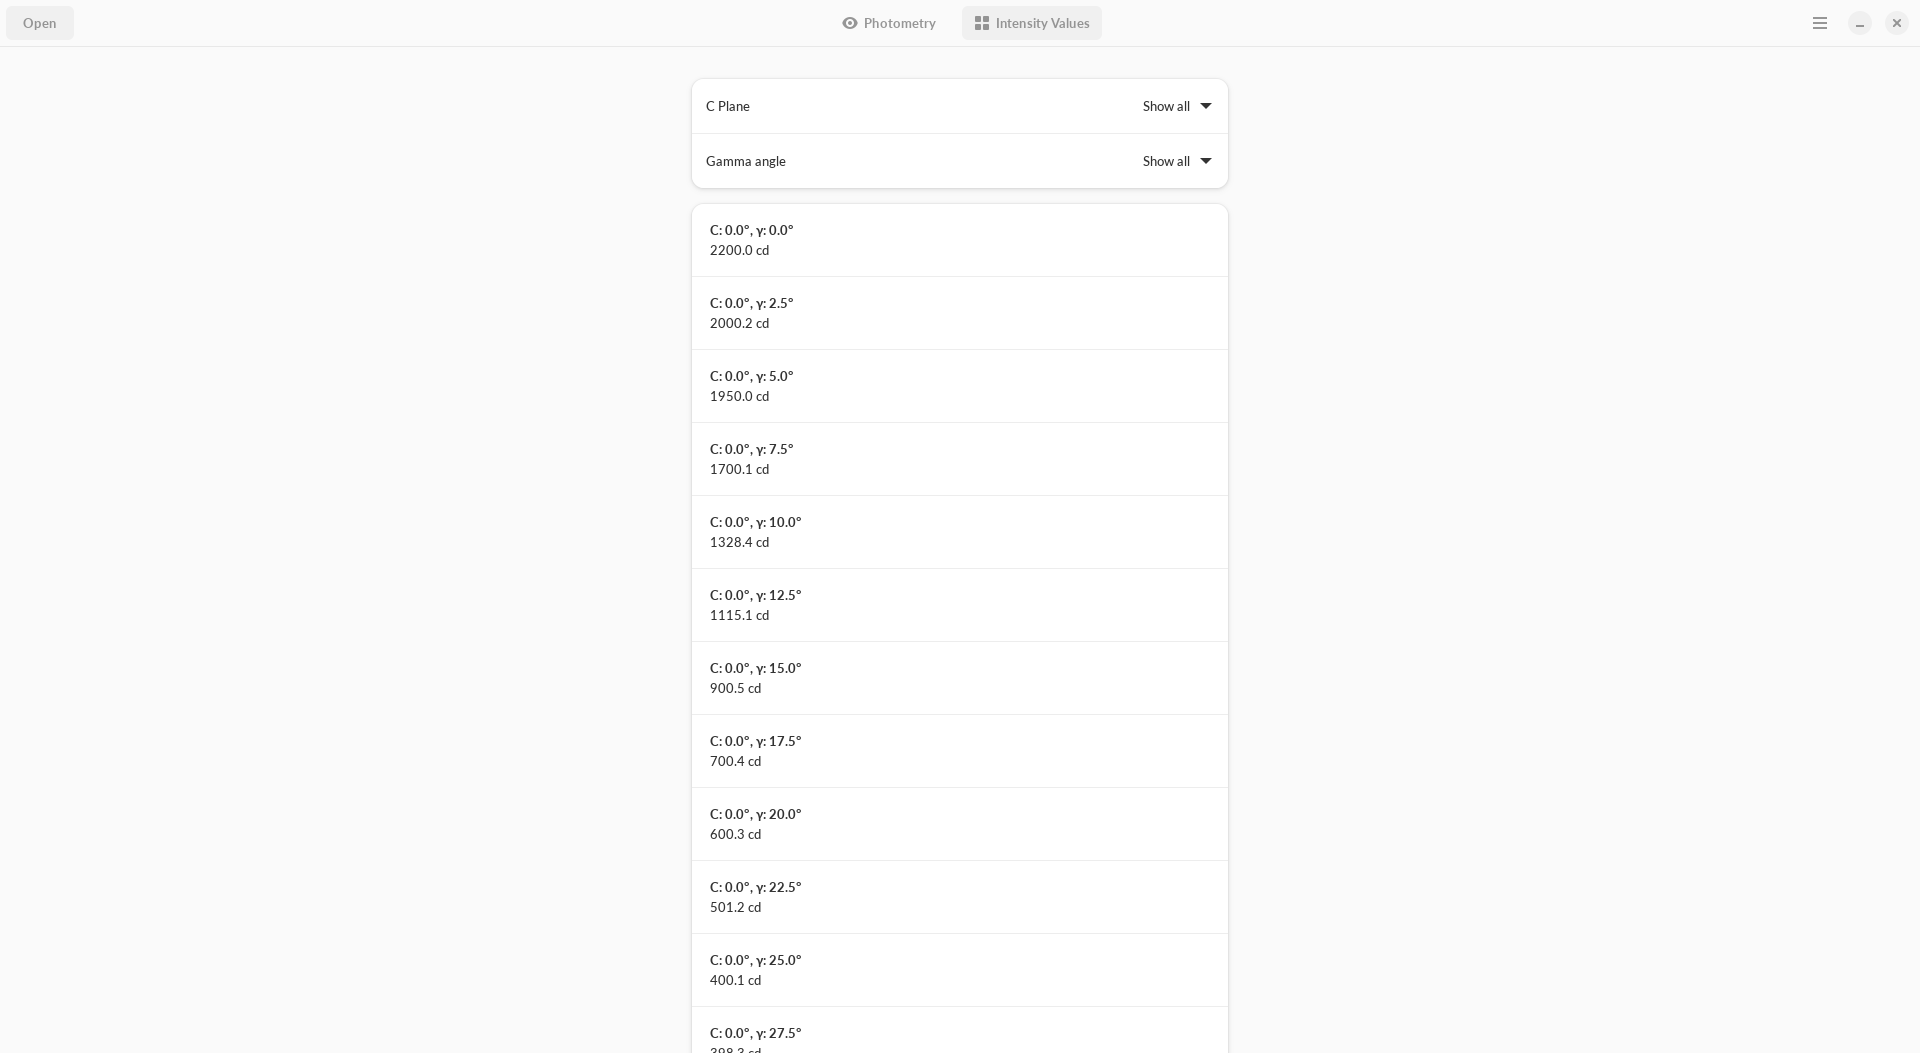 Open
Photometry
Intensity Values
C Plane
Show all
Gamma angle
Show all
C: 0.0°, γ: 0.0°
2200.0 cd
C: 0.0°, γ: 2.5°
2000.2 cd
C: 0.0°, γ: 5.0°
1950.0 cd
C: 0.0°, γ: 7.5°
1700.1 cd
C: 0.0°, γ: 10.0°
1328.4 cd
C: 0.0°, γ: 12.5°
1115.1 cd
C: 0.0°, γ: 15.0°
900.5 cd
C: 0.0°, γ: 17.5°
700.4 cd
C: 0.0°, γ: 20.0°
600.3 cd
C: 0.0°, γ: 22.5°
501.2 cd
C: 0.0°, γ: 25.0°
400.1 cd
C: 0.0°, γ: 27.5°
398.3 cd